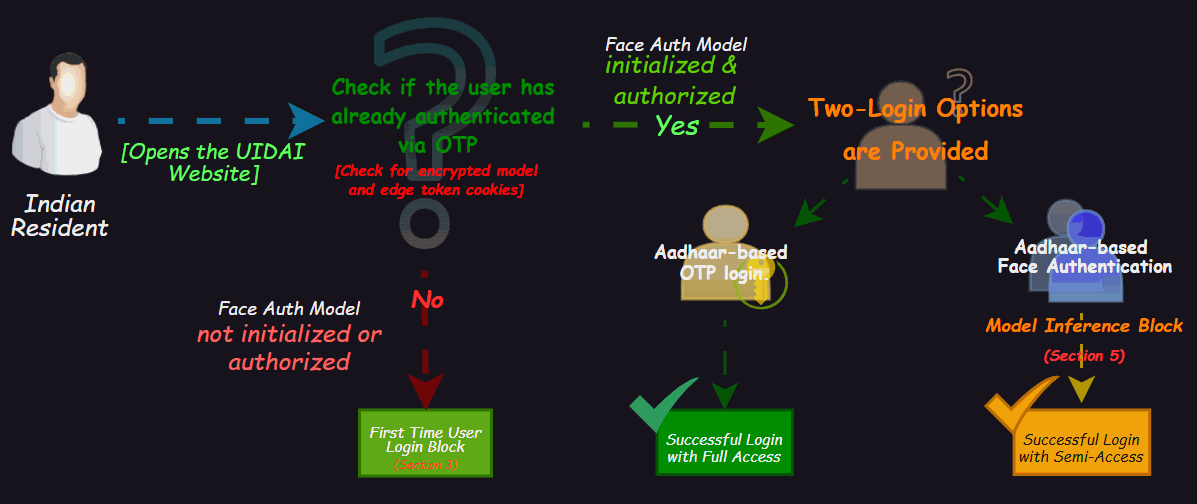 Indian
Resident
[Opens the UIDAI
Website]
Check if the user has
already authenticated
via OTP
[Check for encrypted model
and edge token cookies]
Face Auth Model
initialized &
authorized
Yes
Two-Login Options
are Provided
No
Face Auth Model
not initialized or
authorized
First Time User
Login Block
(Section 3)
Aadhaar-based
OTP login.
Successful Login
with Full Access
Aadhaar-based
Face Authentication
Model Inference Block
(Section 5)
Successful Login
with Semi-Access